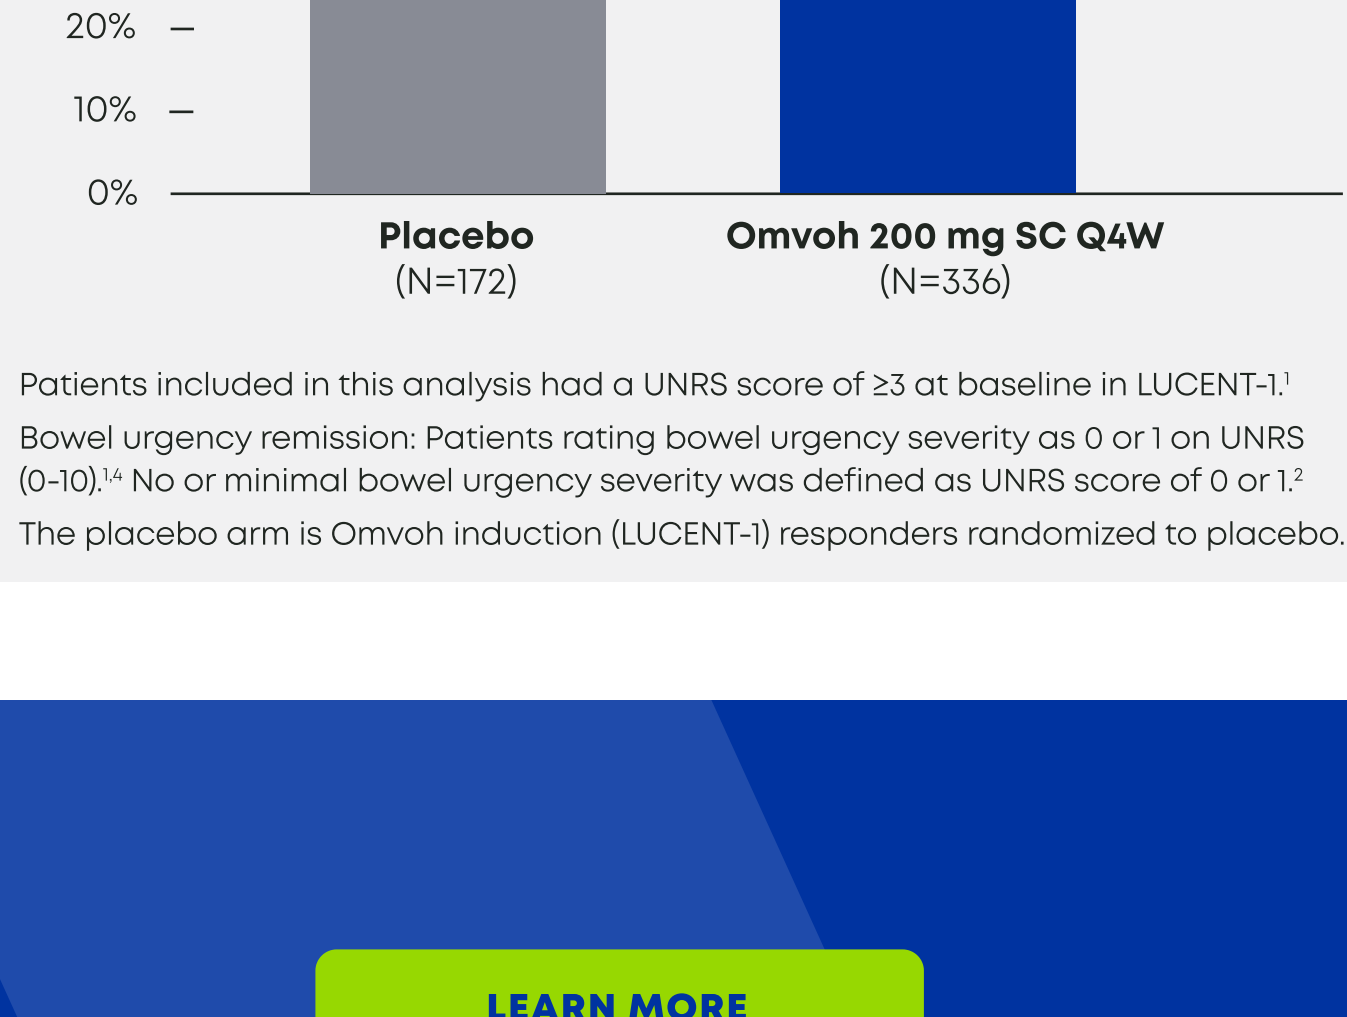 20%
10%
0%
Placebo
(N=172)
Omvoh 200 mg SC Q4W
(N=336)
Patients included in this analysis had a UNRS score of ≥3 at baseline in LUCENT-1.¹
Bowel urgency remission: Patients rating bowel urgency severity as 0 or 1 on UNRS
(0-10).¹,⁴ No or minimal bowel urgency severity was defined as UNRS score of 0 or 1.²
The placebo arm is Omvoh induction (LUCENT-1) responders randomized to placebo.
LEARN MORE